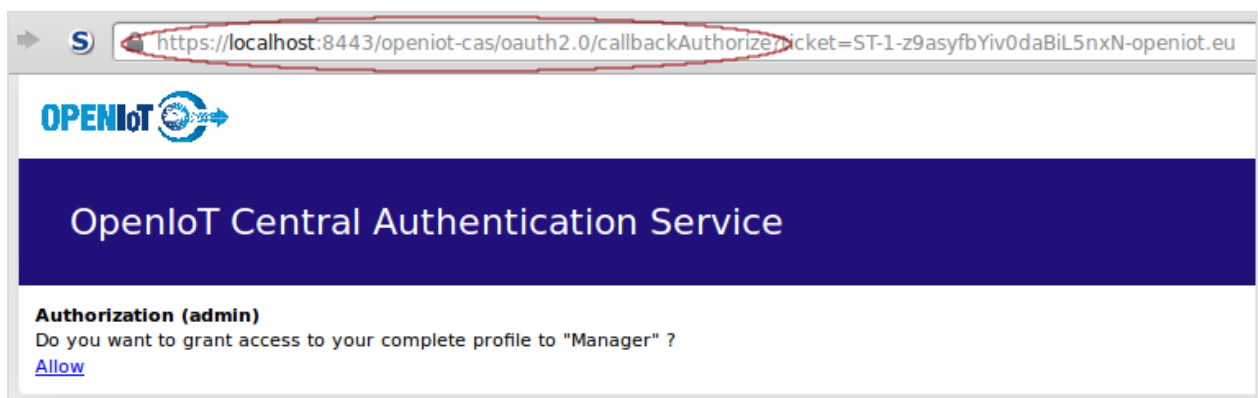 S https://localhost:8443/openiot-cas/oauth2.0/callbackAuthorize?ticket=ST-1-z9asyfbYiv0daBiL5nxN-openiot.eu
OPENIoT
OpenIoT Central Authentication Service
Authorization (admin)
Do you want to grant access to your complete profile to "Manager" ?
Allow